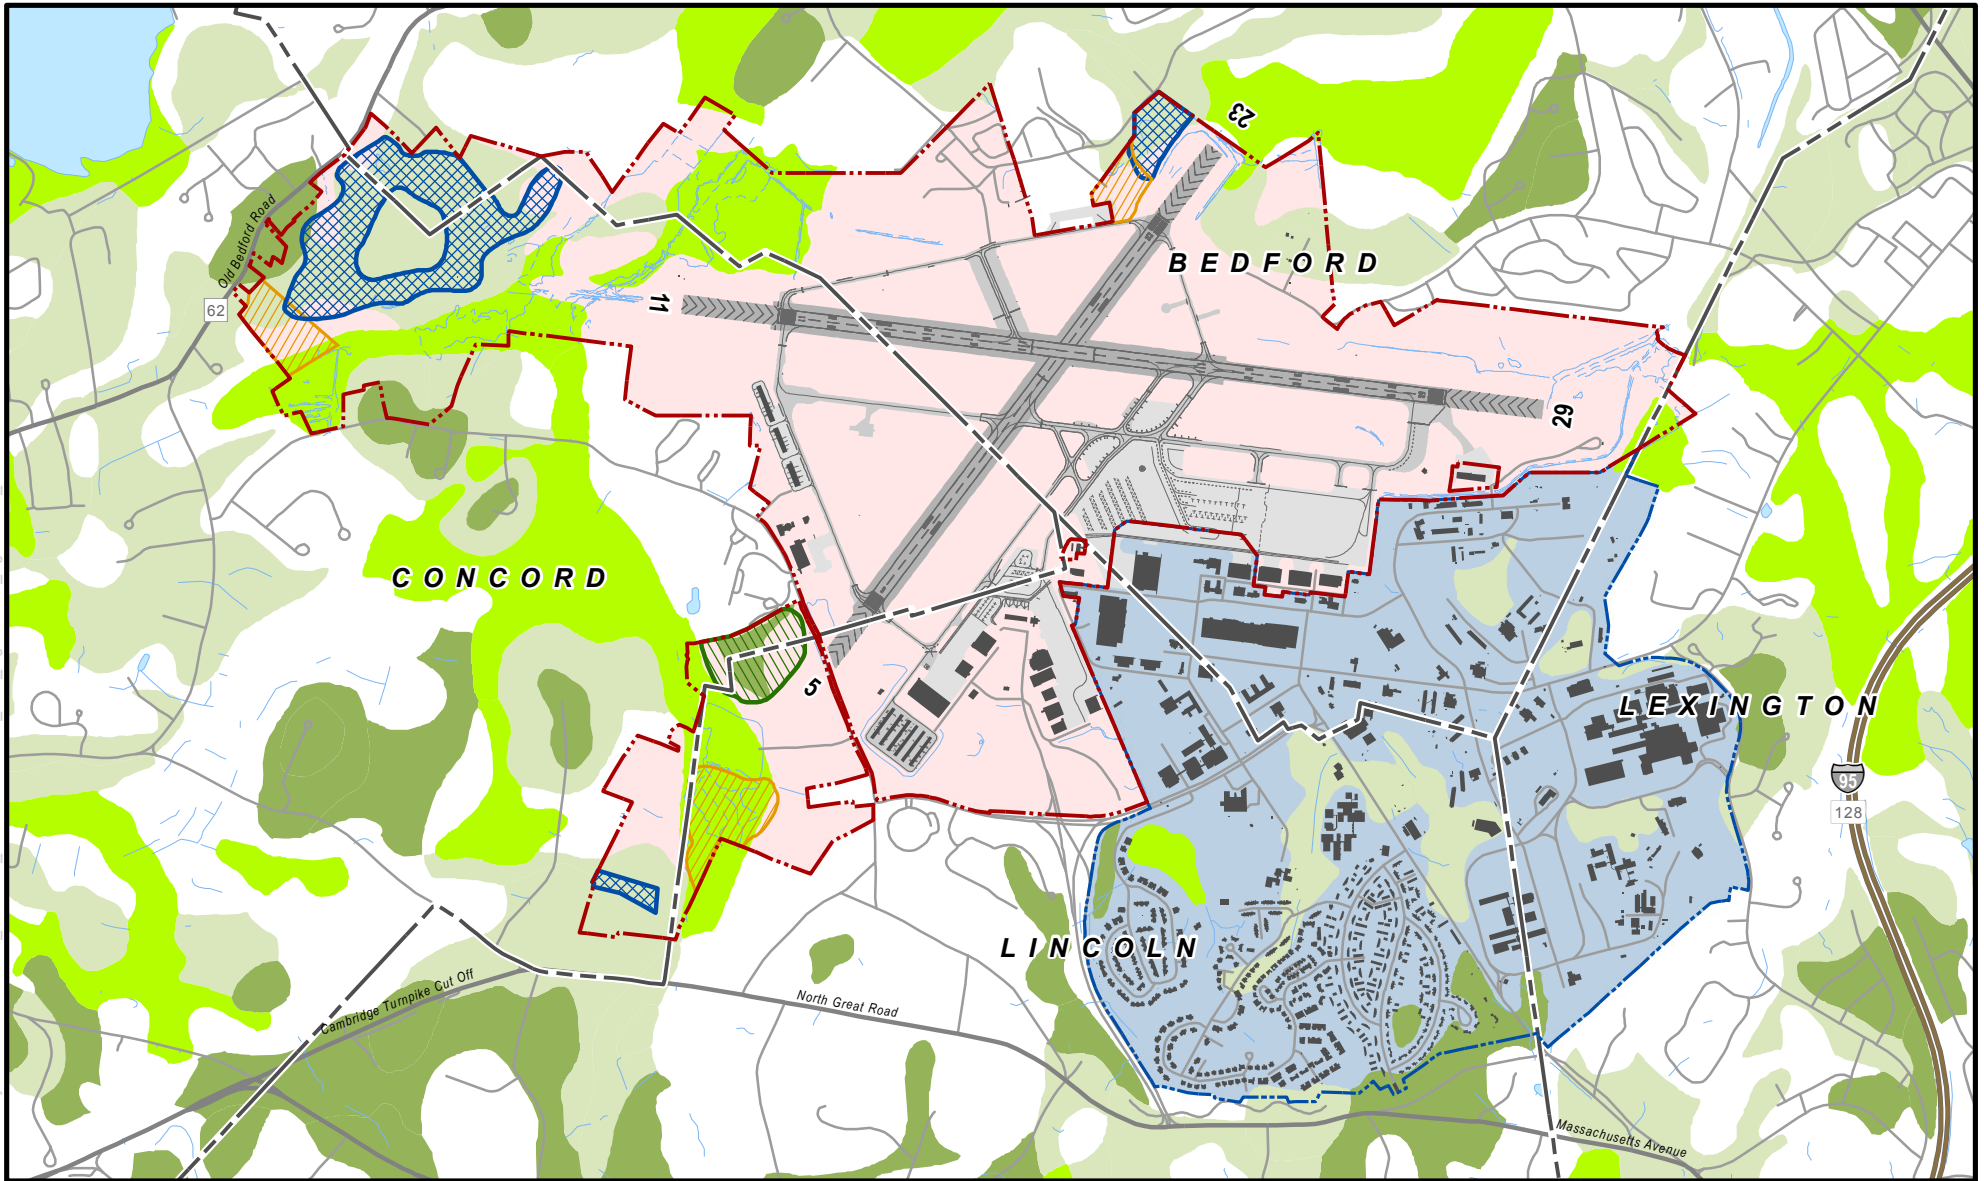 23
Old Bedford Road
BEDFORD
11
62
29
CONCORD
5
LEXINGTON
95
128
LINCOLN
Cambridge Turnpike Cut Off
North Great Road
Massachusetts Avenue